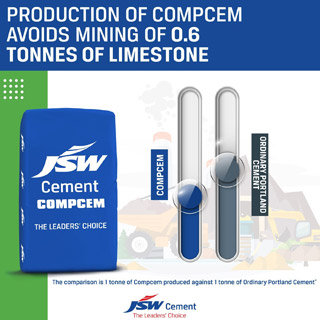 PRODUCTION OF COMPCEM
AVOIDS MINING OF 0.6
TONNES OF LIMESTONE
JSW
Cement
COMPCEM
THE LEADERS' CHOICE
COMPCEM
ORDINARY PORTLAND
CEMENT
The comparison is 1 tonne of Compcem produced against 1 tonne of Ordinary Portland Cement*
JSW Cement
The Leaders' Choice